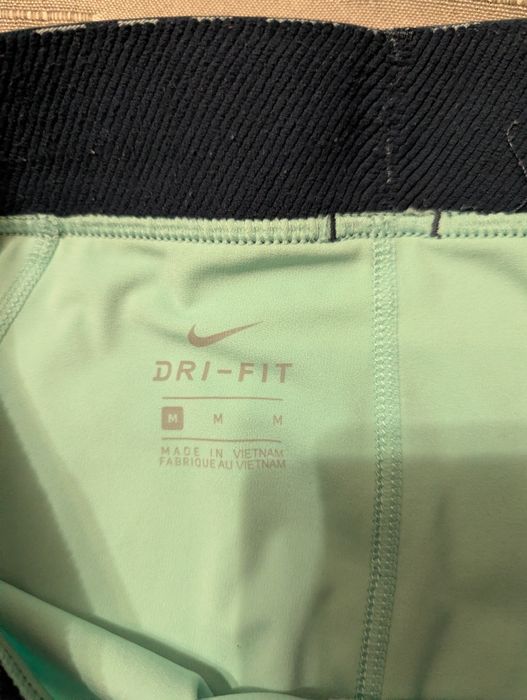 DRI-FIT
M M M
MADE IN VIETNAM
FABRIQUE AU VIETNAM